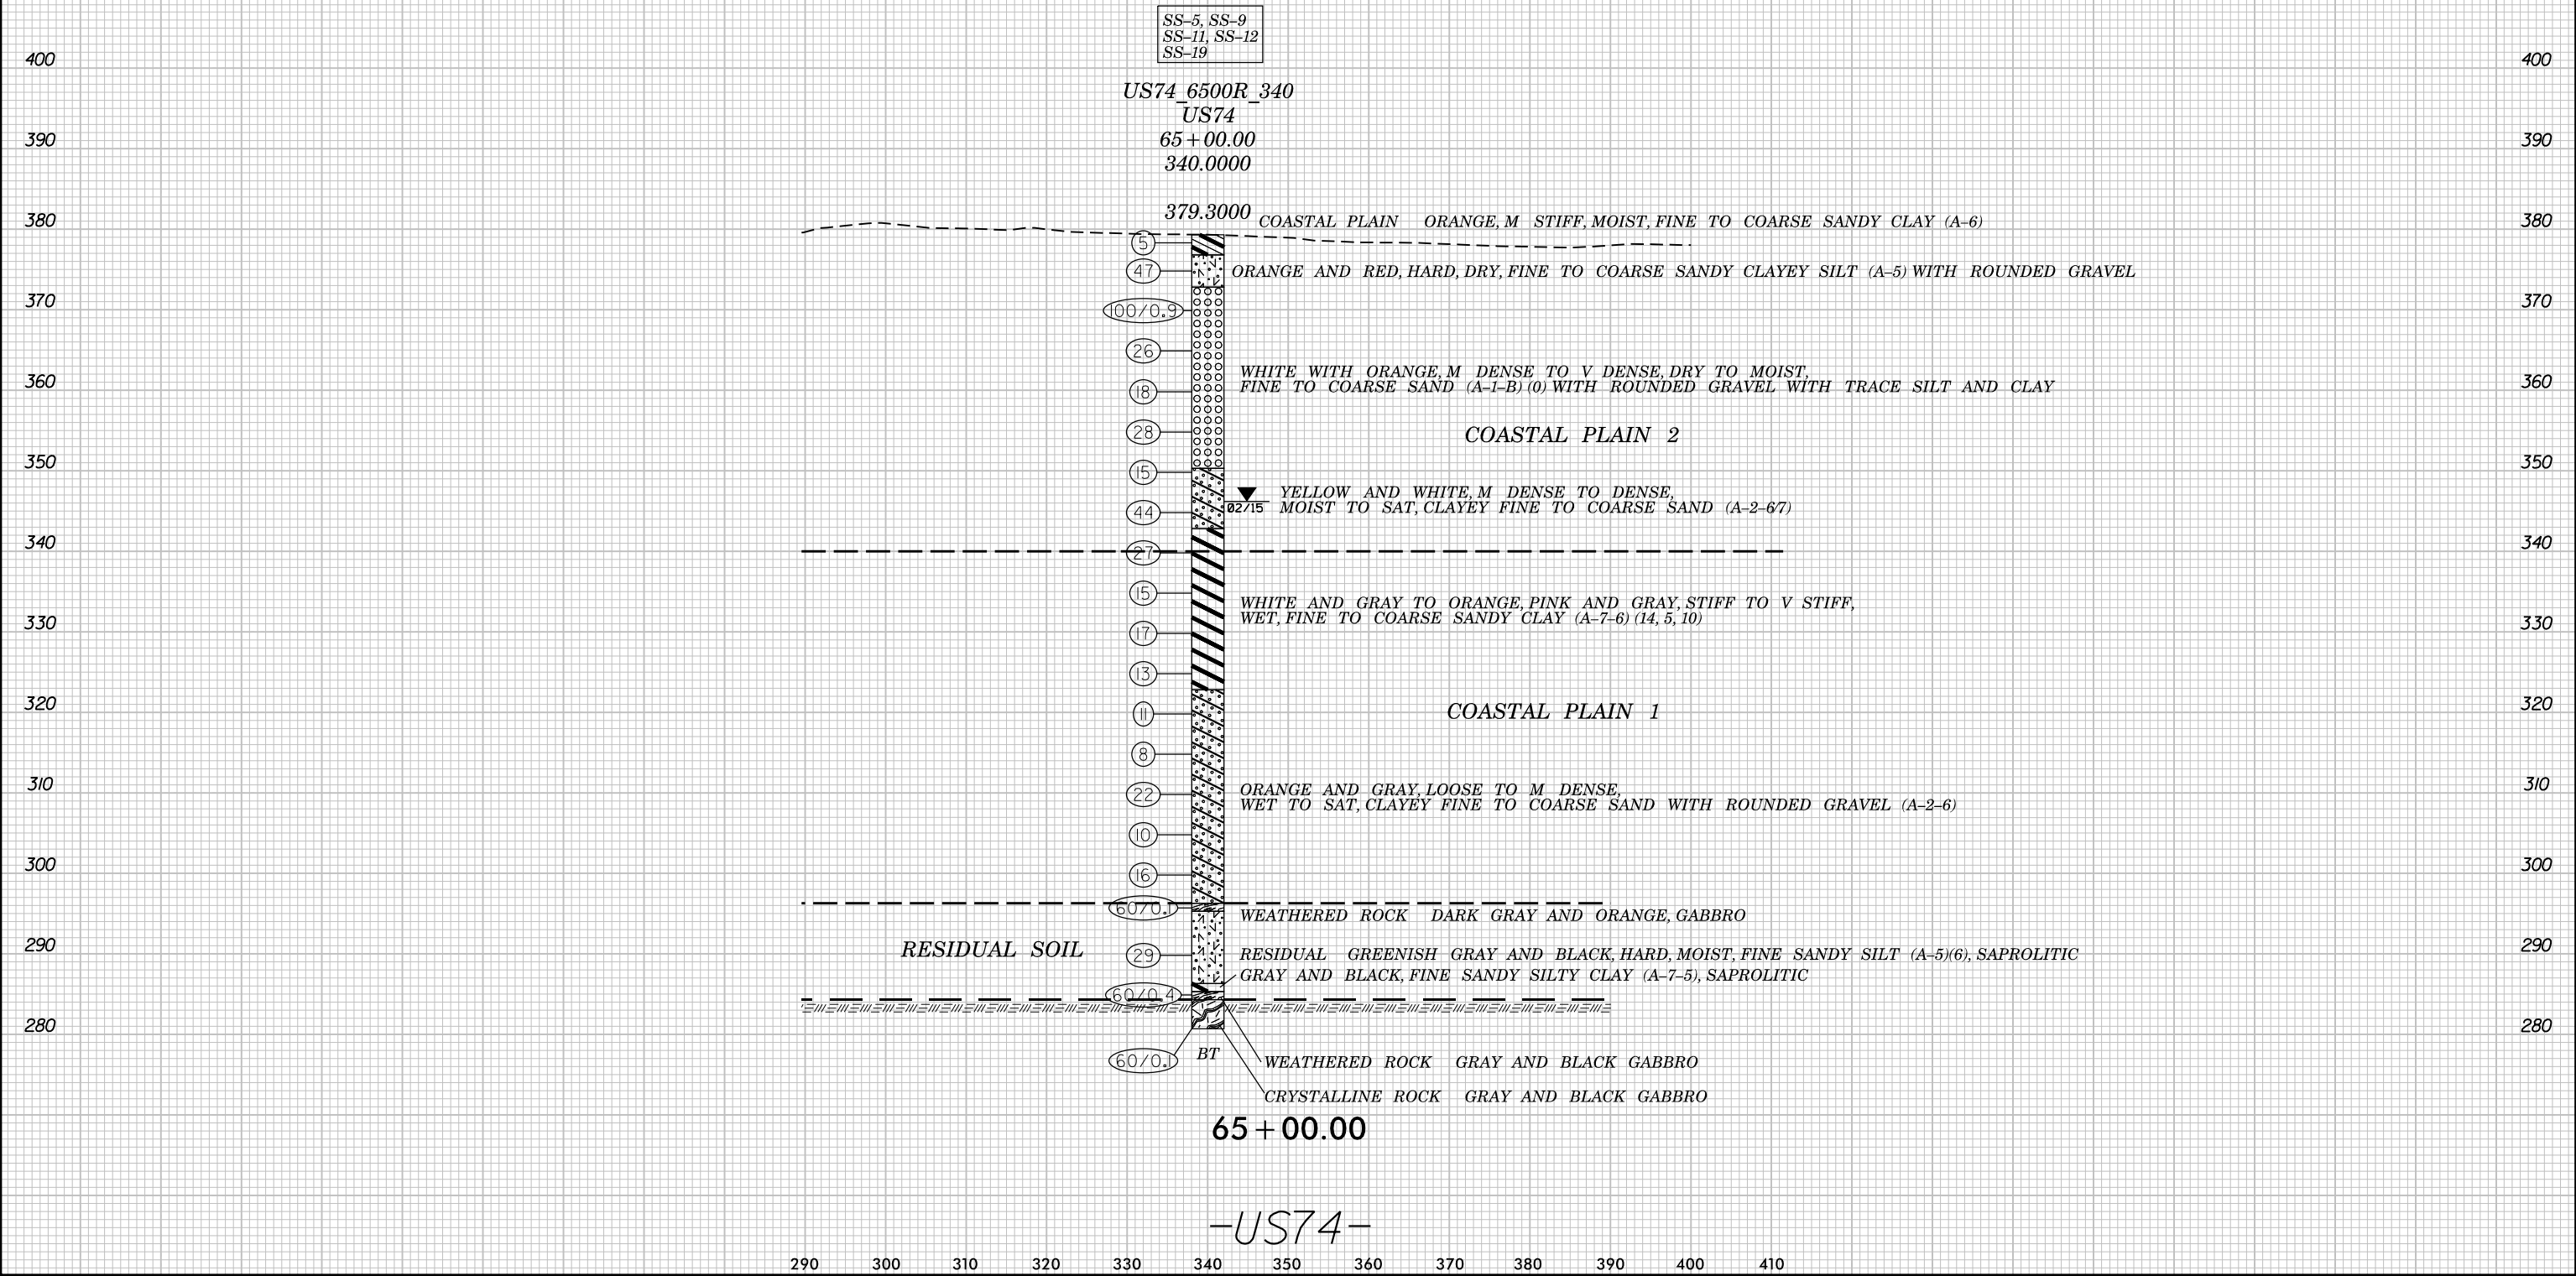 SS-5, SS-9
SS-11, SS-12
SS-19
US74_6500R_340
US74
65+00.00
340.0000
379.3000
400 400
390 390
380 380
370 370
360 360
350 350
340 340
330 330
320 320
310 310
300 300
290 290
280 280
COASTAL PLAIN ORANGE, M STIFF, MOIST, FINE TO COARSE SANDY CLAY (A-6)
5
47
ORANGE AND RED, HARD, DRY, FINE TO COARSE SANDY CLAYEY SILT (A-5) WITH ROUNDED GRAVEL
100/0.9
26
WHITE WITH ORANGE, M DENSE TO V DENSE, DRY TO MOIST,
FINE TO COARSE SAND (A-1-B) (0) WITH ROUNDED GRAVEL WITH TRACE SILT AND CLAY
18
28
COASTAL PLAIN 2
15
YELLOW AND WHITE, M DENSE TO DENSE,
02/15
MOIST TO SAT, CLAYEY FINE TO COARSE SAND (A-2-6/7)
44
27
15
WHITE AND GRAY TO ORANGE, PINK AND GRAY, STIFF TO V STIFF,
WET, FINE TO COARSE SANDY CLAY (A-7-6) (14, 5, 10)
17
13
11
COASTAL PLAIN 1
8
22
ORANGE AND GRAY, LOOSE TO M DENSE,
WET TO SAT, CLAYEY FINE TO COARSE SAND WITH ROUNDED GRAVEL (A-2-6)
10
16
60/0.1
WEATHERED ROCK DARK GRAY AND ORANGE, GABBRO
RESIDUAL SOIL
29
RESIDUAL GREENISH GRAY AND BLACK, HARD, MOIST, FINE SANDY SILT (A-5)(6), SAPROLITIC
GRAY AND BLACK, FINE SANDY SILTY CLAY (A-7-5), SAPROLITIC
60/0.4
60/0.1
BT
WEATHERED ROCK GRAY AND BLACK GABBRO
CRYSTALLINE ROCK GRAY AND BLACK GABBRO
65+00.00
-US74-
290 300 310 320 330 340 350 360 370 380 390 400 410